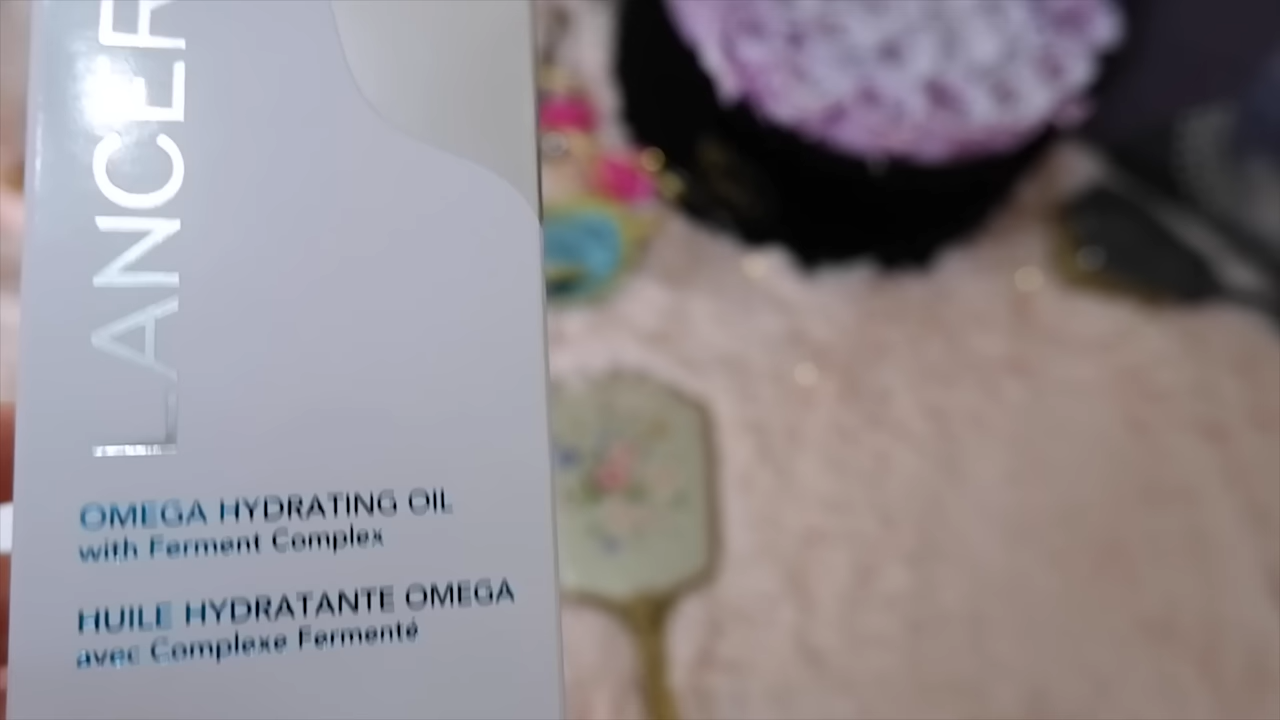 LANCER
OMEGA HYDRATING OIL
with Ferment Complex
HUILE HYDRATANTE OMEGA
avec Complexe Fermenté